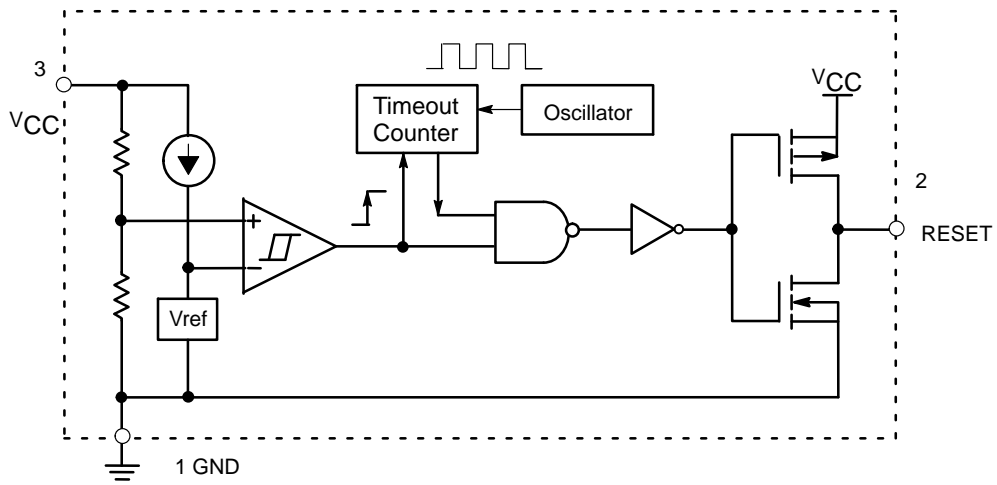 3
VCC
Timeout
Counter
Oscillator
VCC
2
RESET
+
−
Vref
1 GND